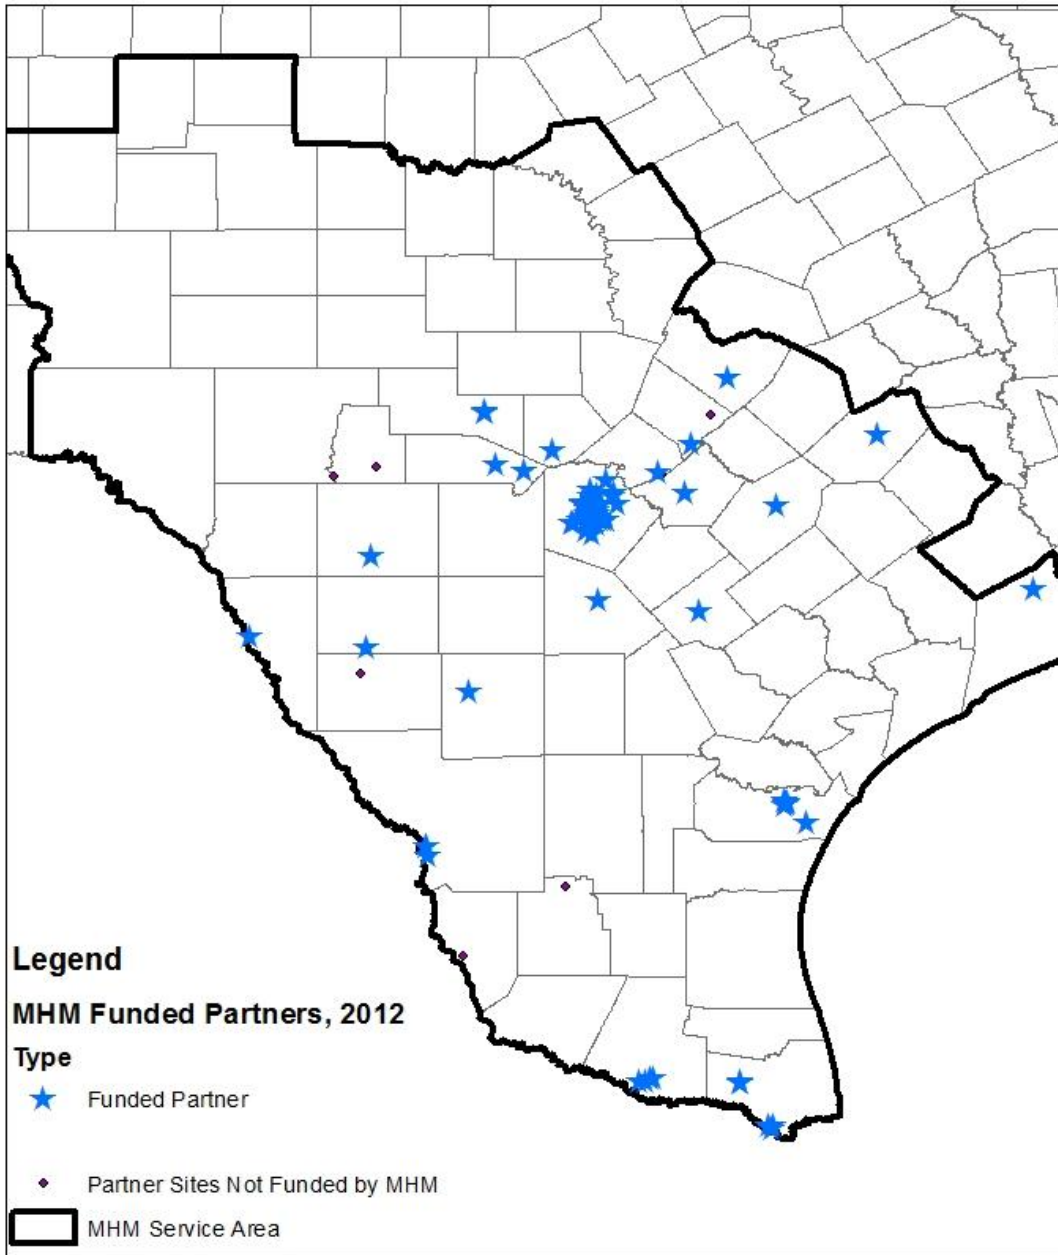 Legend
MHM Funded Partners, 2012
Type
Funded Partner
Partner Sites Not Funded by MHM
MHM Service Area